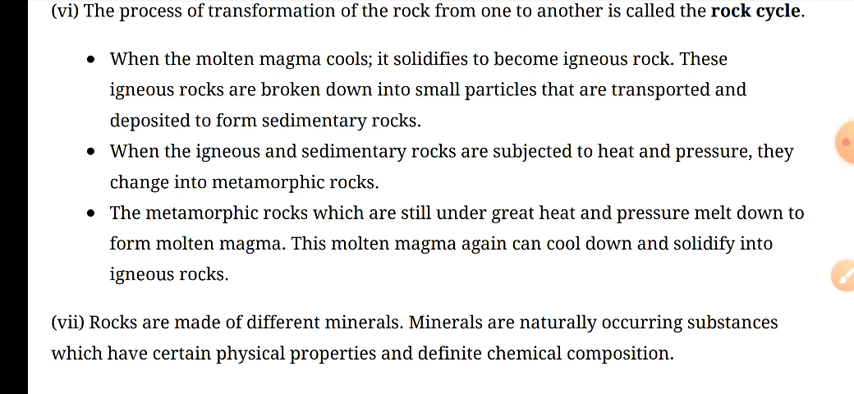 (vi) The process of transformation of the rock from one to another is called the rock cycle.
• When the molten magma cools; it solidifies to become igneous rock. These
igneous rocks are broken down into small particles that are transported and
deposited to form sedimentary rocks.
• When the igneous and sedimentary rocks are subjected to heat and pressure, they
change into metamorphic rocks.
• The metamorphic rocks which are still under great heat and pressure melt down to
form molten magma. This molten magma again can cool down and solidify into
igneous rocks.
(vii) Rocks are made of different minerals. Minerals are naturally occurring substances
which have certain physical properties and definite chemical composition.